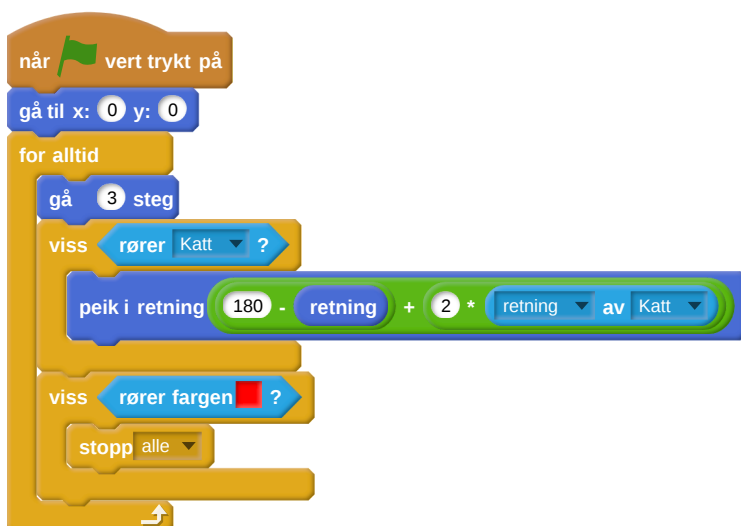 når vert trykt på
gå til x: 0 y: 0
for alltid
gå 3 steg
viss rører Katt ?
peik i retning 180 - retning + 2 * retning av Katt
viss rører fargen ?
stopp alle